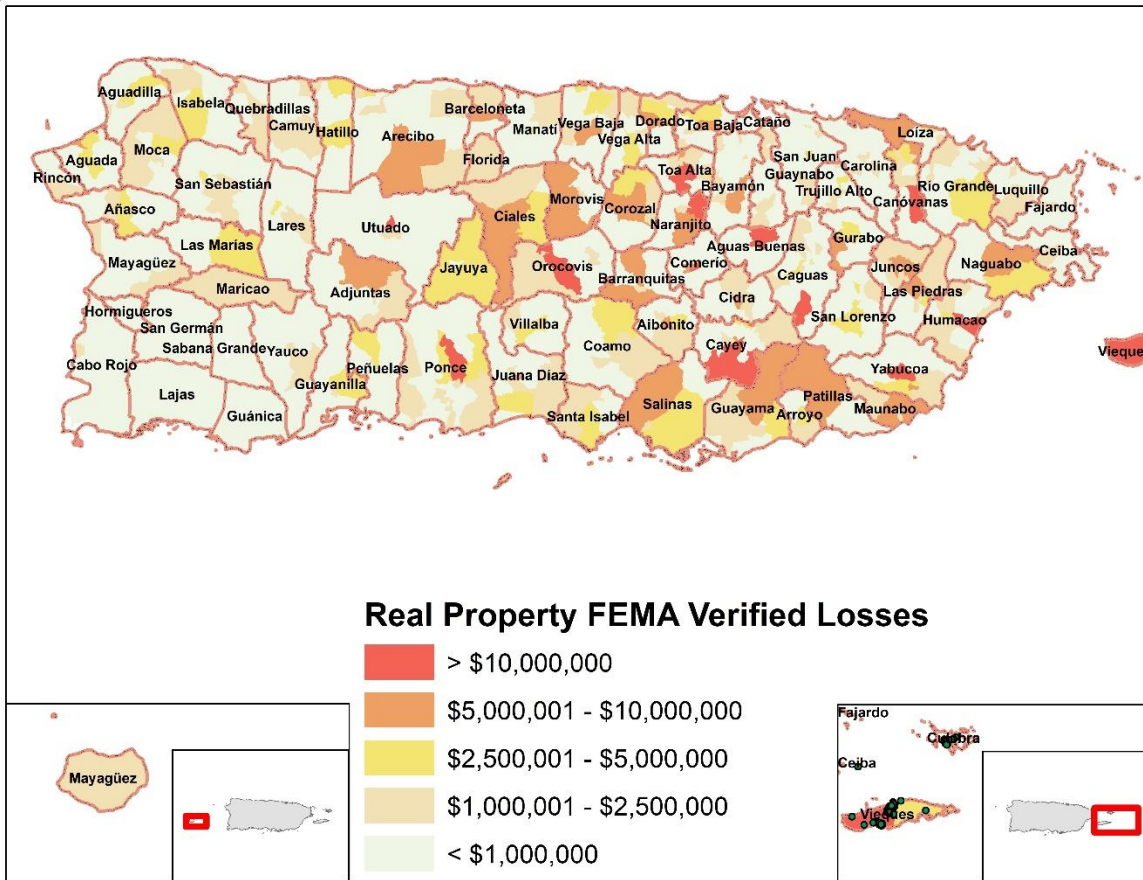 Aguadilla
Isabela
Quebradillas
Camuy
Hatillo
Arecibo
Barceloneta
Manatí
Vega Baja
Vega Alta
Dorado
Toa Baja
Cataño
San Juan
Guaynabo
Carolina
Loíza
Trujillo Alto
Canóvanas
Río Grande
Luquillo
Fajardo
Moca
Aguada
Rincón
Florida
Toa Alta
Bayamón
San Sebastián
Añasco
Lares
Utuado
Ciales
Morovis
Corozal
Naranjito
Aguas Buenas
Gurabo
Ceiba
Las Marías
Jayuya
Orocovis
Barranquitas
Comerío
Caguas
Juncos
Naguabo
Mayagüez
Maricao
Adjuntas
Cidra
Las Piedras
Hormigueros
San Germán
Sabana Grande
Villalba
Aibonito
San Lorenzo
Humacao
Cabo Rojo
Yauco
Guayanilla
Peñuelas
Ponce
Juana Díaz
Coamo
Cayey
Yabucoa
Vieque
Lajas
Guánica
Santa Isabel
Salinas
Guayama
Arroyo
Patillas
Maunabo
Real Property FEMA Verified Losses
> $10,000,000
$5,000,001 - $10,000,000
$2,500,001 - $5,000,000
$1,000,001 - $2,500,000
< $1,000,000
Mayagüez
Fajardo
Culebra
Ceiba
Vieques